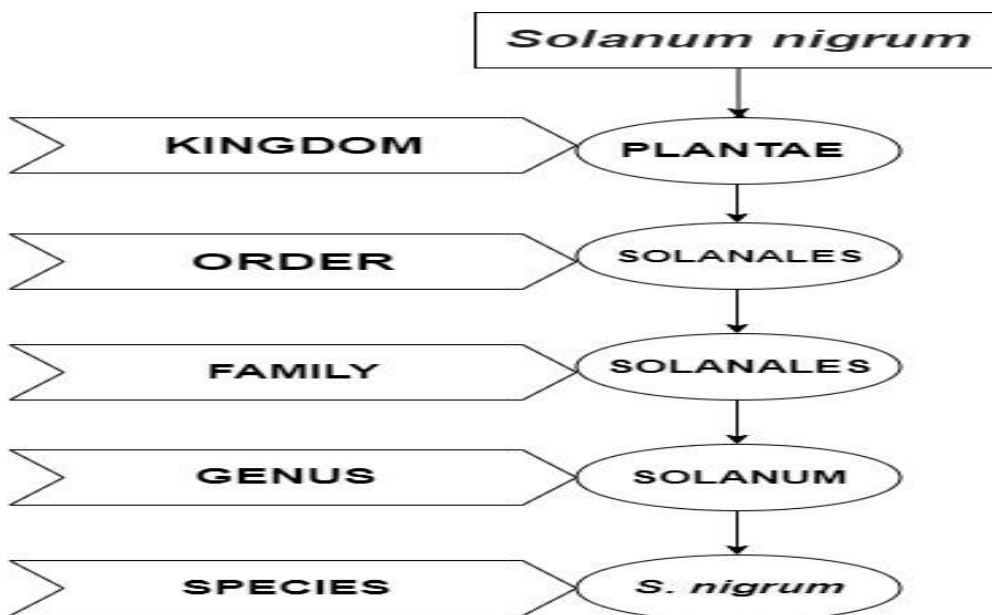 Solanum nigrum
KINGDOM PLANTAE
ORDER SOLANALES
FAMILY SOLANALES
GENUS SOLANUM
SPECIES S. nigrum